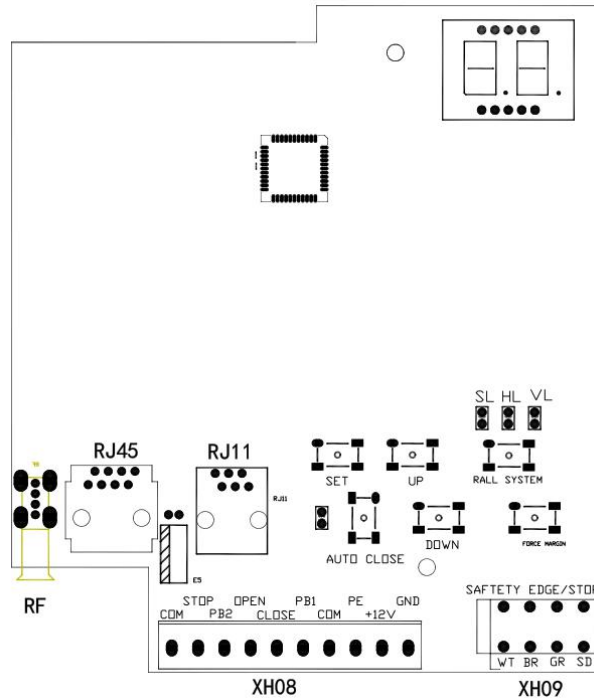 SL HL VL
RJ45 RJ11
SET UP RALL SYSTEM
RJ11
AUTO CLOSE DOWN FORCE MARGIN
E5
RF
STOP OPEN PB1 PE GND
COM PB2 CLOSE COM +12V
SAFTETY EDGE/STOP
WT BR GR SD
XH08 XH09